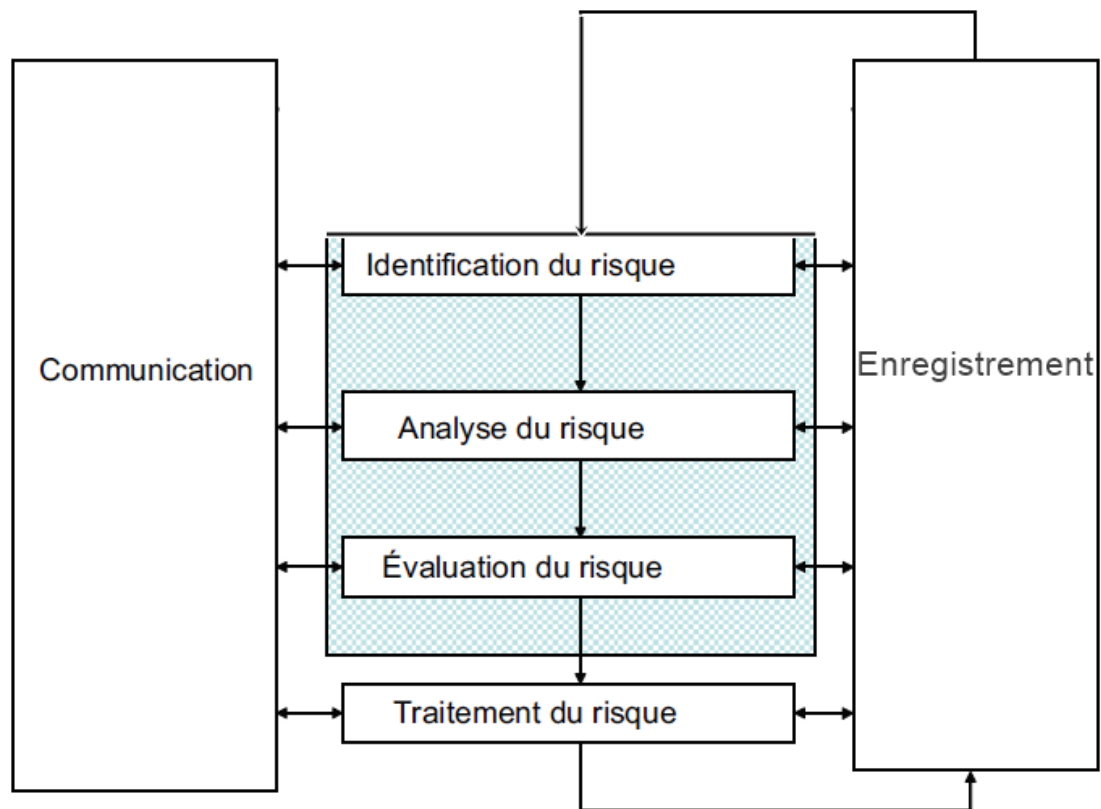 Identification du risque
Communication
Enregistrement
Analyse du risque
Évaluation du risque
Traitement du risque